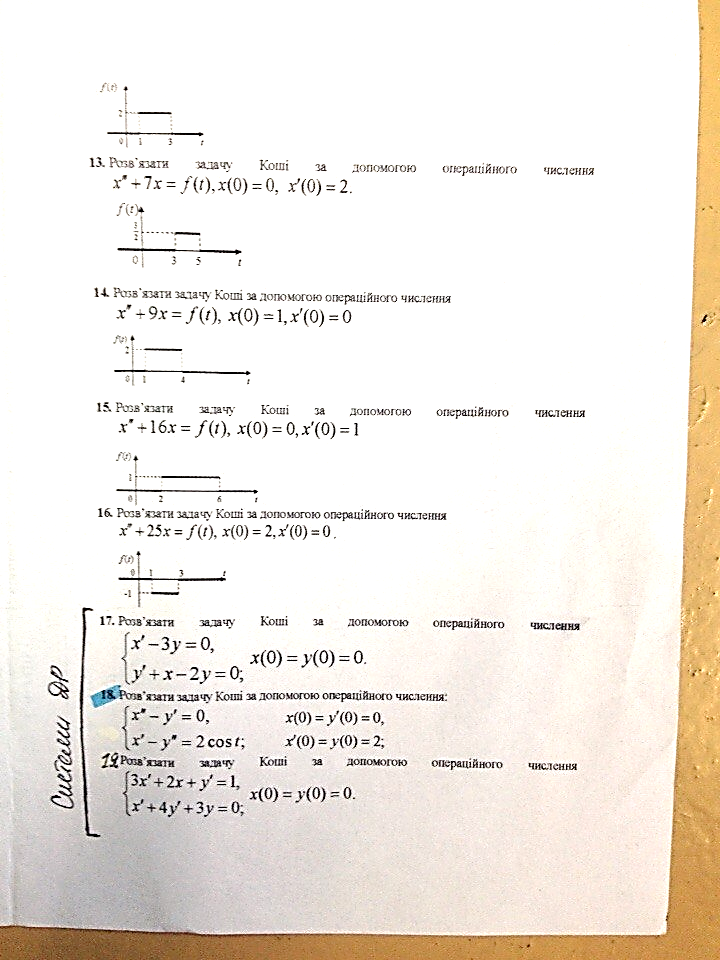 f(t)
2
0 1 3 t
13. Розв’язати задачу Коші за допомогою операційного числення
x″ + 7x = f(t), x(0) = 0, x′(0) = 2.
f(t)
3/2
0 3 5 t
14. Розв’язати задачу Коші за допомогою операційного числення
x″ + 9x = f(t), x(0) = 1, x′(0) = 0
f(t)
2
0 1 4 t
15. Розв’язати задачу Коші за допомогою операційного числення
x″ + 16x = f(t), x(0) = 0, x′(0) = 1
f(t)
1
0 2 6 t
16. Розв’язати задачу Коші за допомогою операційного числення
x″ + 25x = f(t), x(0) = 2, x′(0) = 0.
f(t)
0 1 3 t
-1
17. Розв’язати задачу Коші за допомогою операційного числення
{x′ − 3y = 0,
y′ + x − 2y = 0; x(0) = y(0) = 0.
18. Розв’язати задачу Коші за допомогою операційного числення:
{x″ − y′ = 0, x(0) = y′(0) = 0,
x′ − y″ = 2cos t; x′(0) = y(0) = 2;
19. Розв’язати задачу Коші за допомогою операційного числення
{3x′ + 2x + y′ = 1,
x′ + 4y′ + 3y = 0; x(0) = y(0) = 0.
Системи ДР